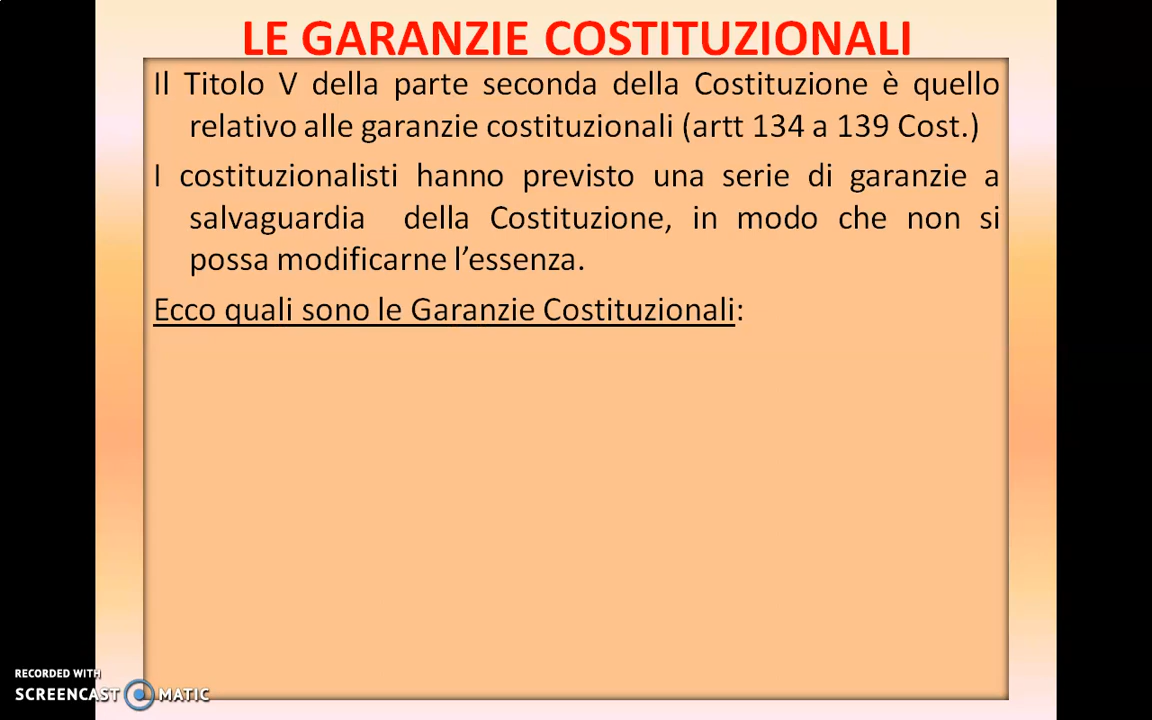 LE GARANZIE COSTITUZIONALI
Il Titolo V della parte seconda della Costituzione è quello
relativo alle garanzie costituzionali (artt 134 a 139 Cost.)
I costituzionalisti hanno previsto una serie di garanzie a
salvaguardia della Costituzione, in modo che non si
possa modificarne l’essenza.
Ecco quali sono le Garanzie Costituzionali:
RECORDED WITH
SCREENCAST MATIC